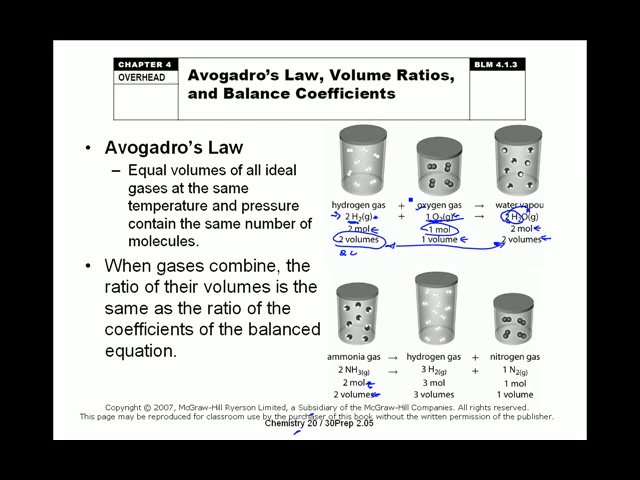 CHAPTER 4
OVERHEAD
Avogadro's Law, Volume Ratios,
and Balance Coefficients
BLM 4.1.3
• Avogadro's Law
– Equal volumes of all ideal
gases at the same
temperature and pressure
contain the same number of
molecules.
• When gases combine, the
ratio of their volumes is the
same as the ratio of the
coefficients of the balanced
equation.
hydrogen gas + oxygen gas → water vapou
2 H₂(g) + 1 O₂(g) → 2 H₂O(g)
2 mol 1 mol 2 mol
2 volumes 1 volume 2 volumes
ammonia gas → hydrogen gas + nitrogen gas
2 NH₃(g) → 3 H₂(g) + 1 N₂(g)
2 mol 3 mol 1 mol
2 volumes 3 volumes 1 volume
Copyright © 2007, McGraw-Hill Ryerson Limited, a Subsidiary of the McGraw-Hill Companies. All rights reserved.
This page may be reproduced for classroom use by the purchaser of this book without the written permission of the publisher.
Chemistry 20 / 30Prep 2.05